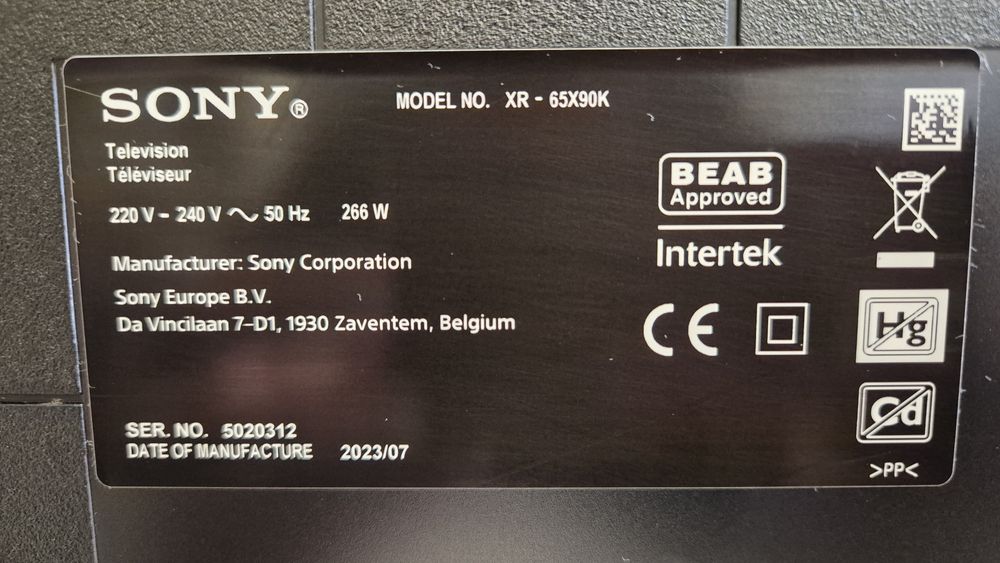 SONY®
MODEL NO. XR - 65X90K
Television
Téléviseur
220 V - 240 V ~ 50 Hz 266 W
BEAB
Approved
Intertek
Manufacturer: Sony Corporation
Sony Europe B.V.
Da Vincilaan 7-D1, 1930 Zaventem, Belgium
CE
Hg
Cd
SER. NO. 5020312
DATE OF MANUFACTURE 2023/07
>PP<